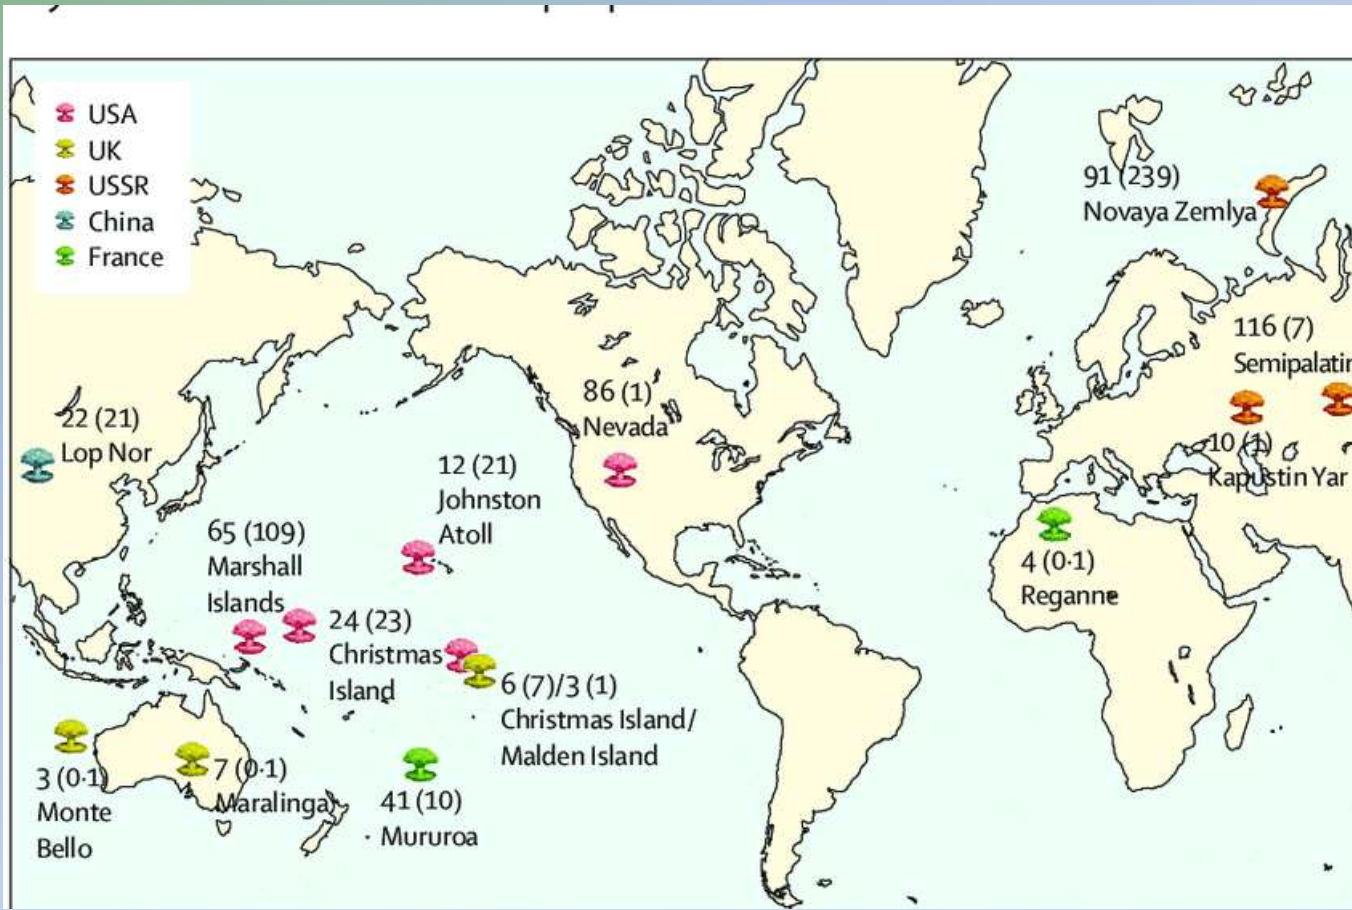 USA
UK
USSR
China
France
91 (239)
Novaya Zemlya
116 (7)
86 (1)
Nevada
22 (21)
Lop Nor
10 (1)
Kapustin Yar
12 (21)
Johnston
Atoll
65 (109)
Marshall
Islands
4 (0·1)
Reganne
24 (23)
Christmas
Island
6 (7)/3 (1)
Christmas Island/
Malden Island
3 (0·1)
Monte
Bello
7 (0·1)
Maralinga
41 (10)
Mururoa